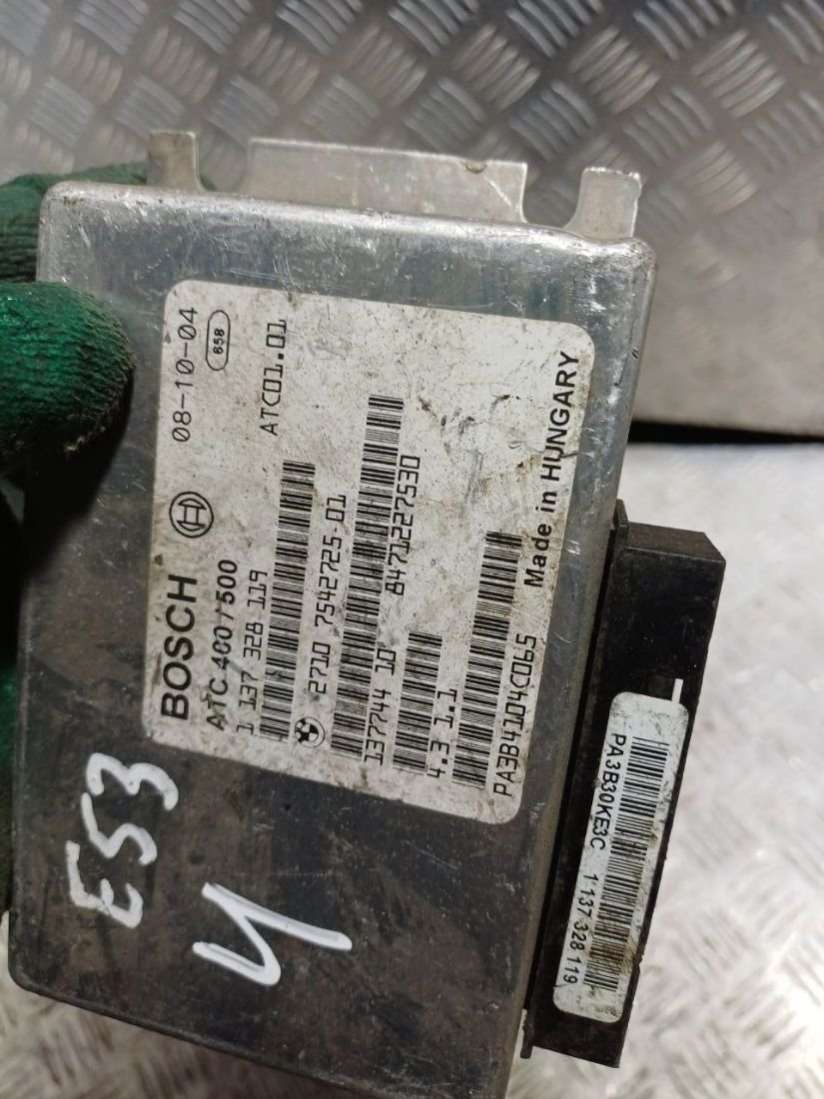 BOSCH
08-10-04
658
ATC 400/500
ATC01.01
1 137 328 119
2710 7542725-01
137744 10 8471227530
4.3 1.1
PA3B4104C065
Made in HUNGARY
PA3B30KE3C 1 137 328 119
E53
И